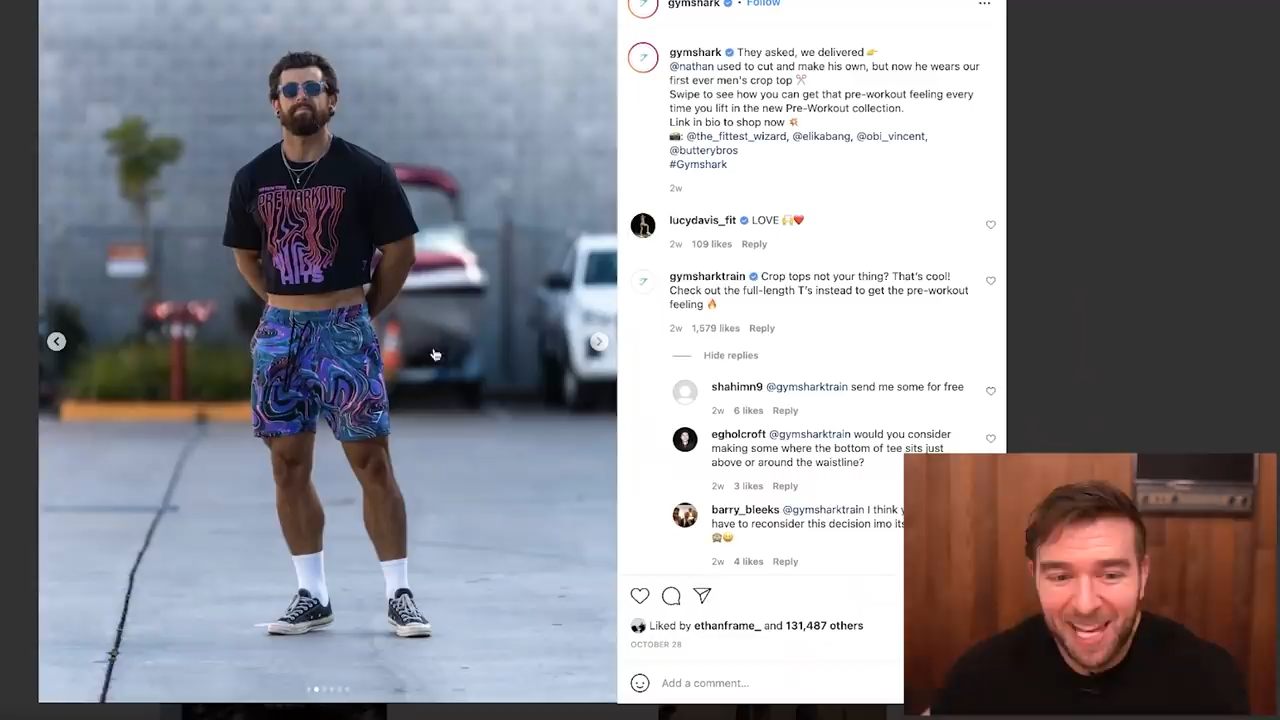 gymshark • Follow
gymshark They asked, we delivered 👉
@nathan used to cut and make his own, but now he wears our
first ever men's crop top ✂️
Swipe to see how you can get that pre-workout feeling every
time you lift in the new Pre-Workout collection.
Link in bio to shop now 💥
📸: @the_fittest_wizard, @elikabang, @obi_vincent,
@butterybros
#Gymshark
2w
lucydavis_fit LOVE 🙌❤️
2w 109 likes Reply
gymsharktrain Crop tops not your thing? That's cool!
Check out the full-length T's instead to get the pre-workout
feeling 🔥
2w 1,579 likes Reply
Hide replies
shahimn9 @gymsharktrain send me some for free
2w 6 likes Reply
egholcroft @gymsharktrain would you consider
making some where the bottom of tee sits just
above or around the waistline?
2w 3 likes Reply
barry_bleeks @gymsharktrain I think
have to reconsider this decision imo its
🙈😄
2w 4 likes Reply
Liked by ethanframe_ and 131,487 others
OCTOBER 28
Add a comment...
WHEN THE
PREWORKOUT
HITS